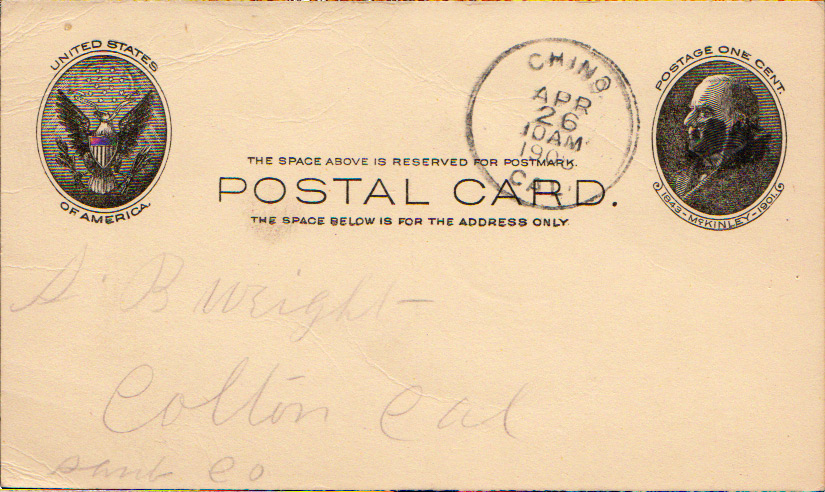 UNITED STATES
OF AMERICA.
CHINO
APR
26
10AM
CAL.
POSTAGE ONE CENT.
1843-McKINLEY-1901.
THE SPACE ABOVE IS RESERVED FOR POSTMARK.
POSTAL CARD.
THE SPACE BELOW IS FOR THE ADDRESS ONLY.
B Wright
Colton Cal
Co